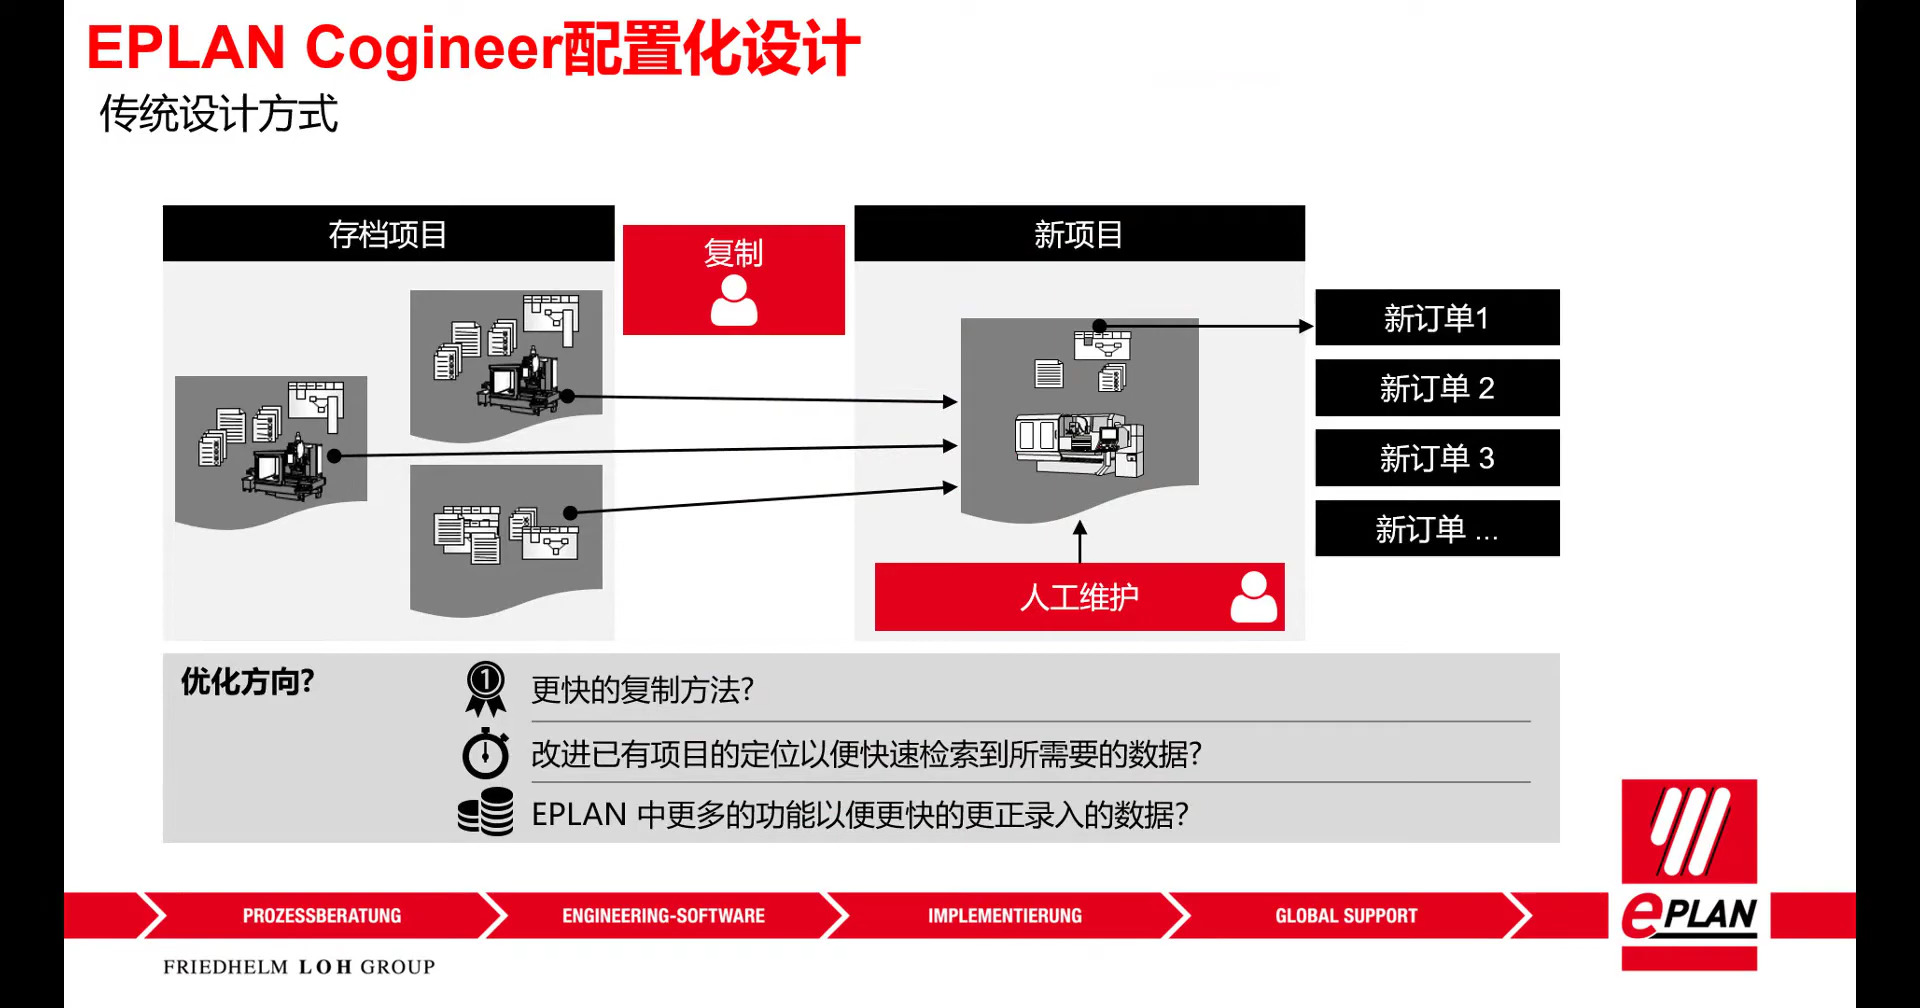 EPLAN Cogineer配置化设计
传统设计方式
存档项目
复制
新项目
新订单1
新订单 2
新订单 3
新订单 ...
人工维护
优化方向?
1
更快的复制方法?
改进已有项目的定位以便快速检索到所需要的数据?
EPLAN 中更多的功能以便更快的更正录入的数据?
PROZESSBERATUNG
ENGINEERING-SOFTWARE
IMPLEMENTIERUNG
GLOBAL SUPPORT
ePLAN
FRIEDHELM LOH GROUP